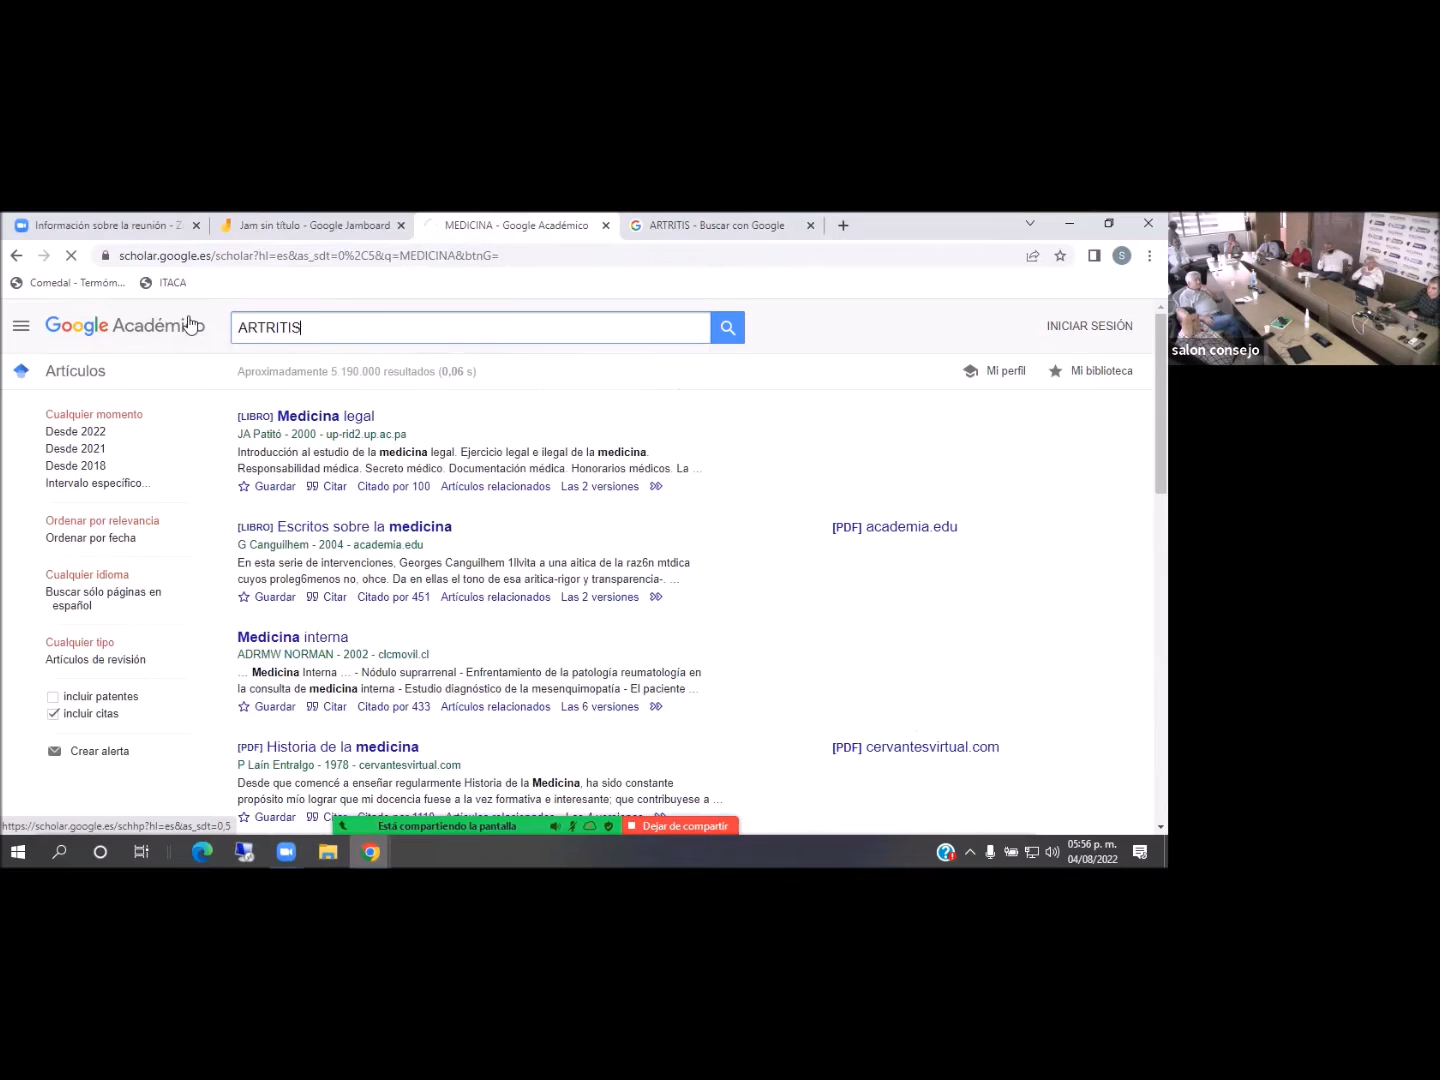 Información sobre la reunión - Z
Jam sin título - Google Jamboard
MEDICINA - Google Académico
ARTRITIS - Buscar con Google
scholar.google.es/scholar?hl=es&as_sdt=0%2C5&q=MEDICINA&btnG=
S
Comedal - Termóm...
ITACA
Google Académico
ARTRITIS
INICIAR SESIÓN
salon consejo
Artículos
Aproximadamente 5.190.000 resultados (0,06 s)
Mi perfil
Mi biblioteca
Cualquier momento
Desde 2022
Desde 2021
Desde 2018
Intervalo específico...
Ordenar por relevancia
Ordenar por fecha
Cualquier idioma
Buscar sólo páginas en
español
Cualquier tipo
Artículos de revisión
incluir patentes
incluir citas
Crear alerta
[LIBRO] Medicina legal
JA Patitó - 2000 - up-rid2.up.ac.pa
Introducción al estudio de la medicina legal. Ejercicio legal e ilegal de la medicina.
Responsabilidad médica. Secreto médico. Documentación médica. Honorarios médicos. La ...
Guardar Citar Citado por 100 Artículos relacionados Las 2 versiones
[LIBRO] Escritos sobre la medicina
[PDF] academia.edu
G Canguilhem - 2004 - academia.edu
En esta serie de intervenciones, Georges Canguilhem 1llvita a una aitica de la raz6n mtdica
cuyos proleg6menos no, ohce. Da en ellas el tono de esa aritica-rigor y transparencia-. ...
Guardar Citar Citado por 451 Artículos relacionados Las 2 versiones
Medicina interna
ADRMW NORMAN - 2002 - clcmovil.cl
... Medicina Interna ... - Nódulo suprarrenal - Enfrentamiento de la patología reumatología en
la consulta de medicina interna - Estudio diagnóstico de la mesenquimopatía - El paciente ...
Guardar Citar Citado por 433 Artículos relacionados Las 6 versiones
[PDF] Historia de la medicina
[PDF] cervantesvirtual.com
P Laín Entralgo - 1978 - cervantesvirtual.com
Desde que comencé a enseñar regularmente Historia de la Medicina, ha sido constante
propósito mío lograr que mi docencia fuese a la vez formativa e interesante; que contribuyese a ...
Guardar
https://scholar.google.es/schhp?hl=es&as_sdt=0,5
Está compartiendo la pantalla
Dejar de compartir
05:56 p. m.
04/08/2022